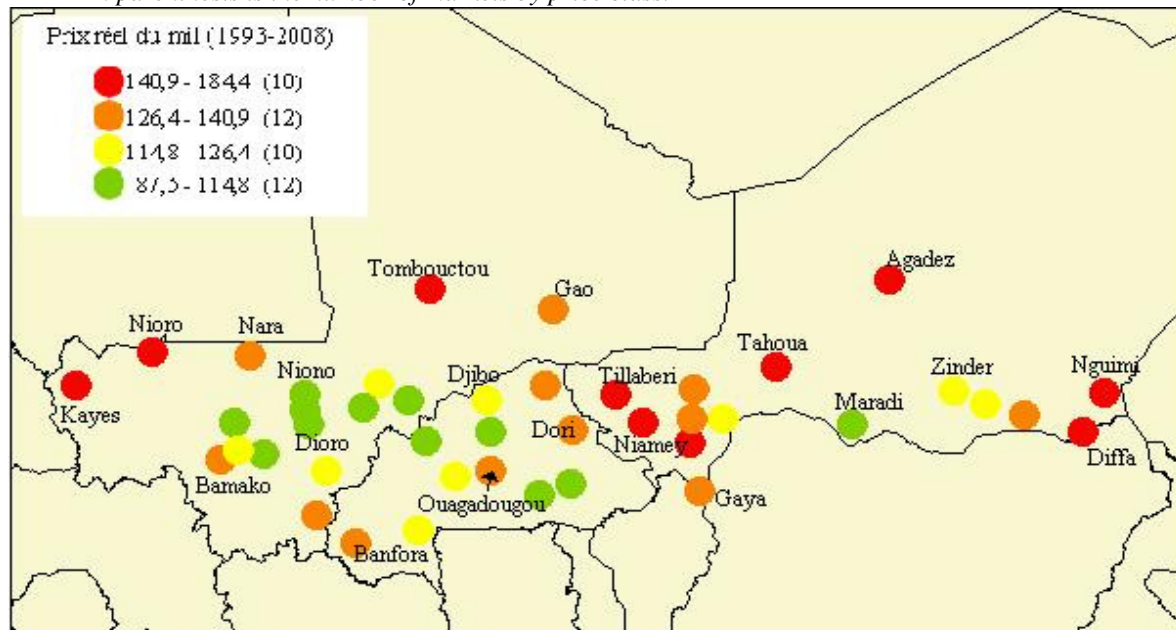 Prix réel du mil (1993-2008)
140,9 - 184,4 (10)
126,4 - 140,9 (12)
114,8 126,4 (10)
87,5 - 114,8 (12)
Tombouctou
Agadez
Gao
Nioro
Nara
Tahoua
Niono
Djibo
Tillaberi
Zinder
Nguimi
Kayes
Maradi
Dioro
Dori
Niamey
Diffa
Bamako
Ouagadougou
Gaya
Banfora